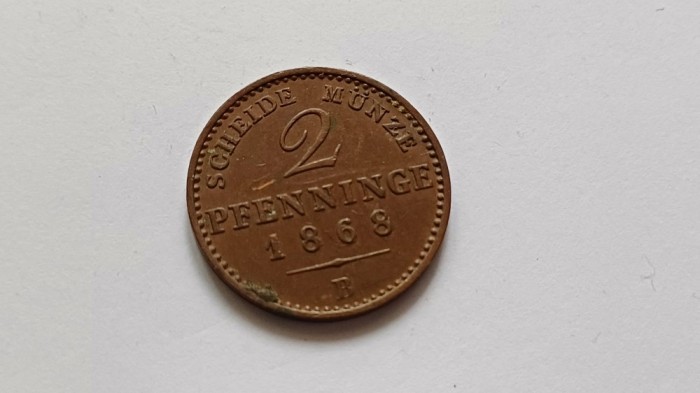 SCHEIDE MÜNZE
2
PFENNINGE
1868
B